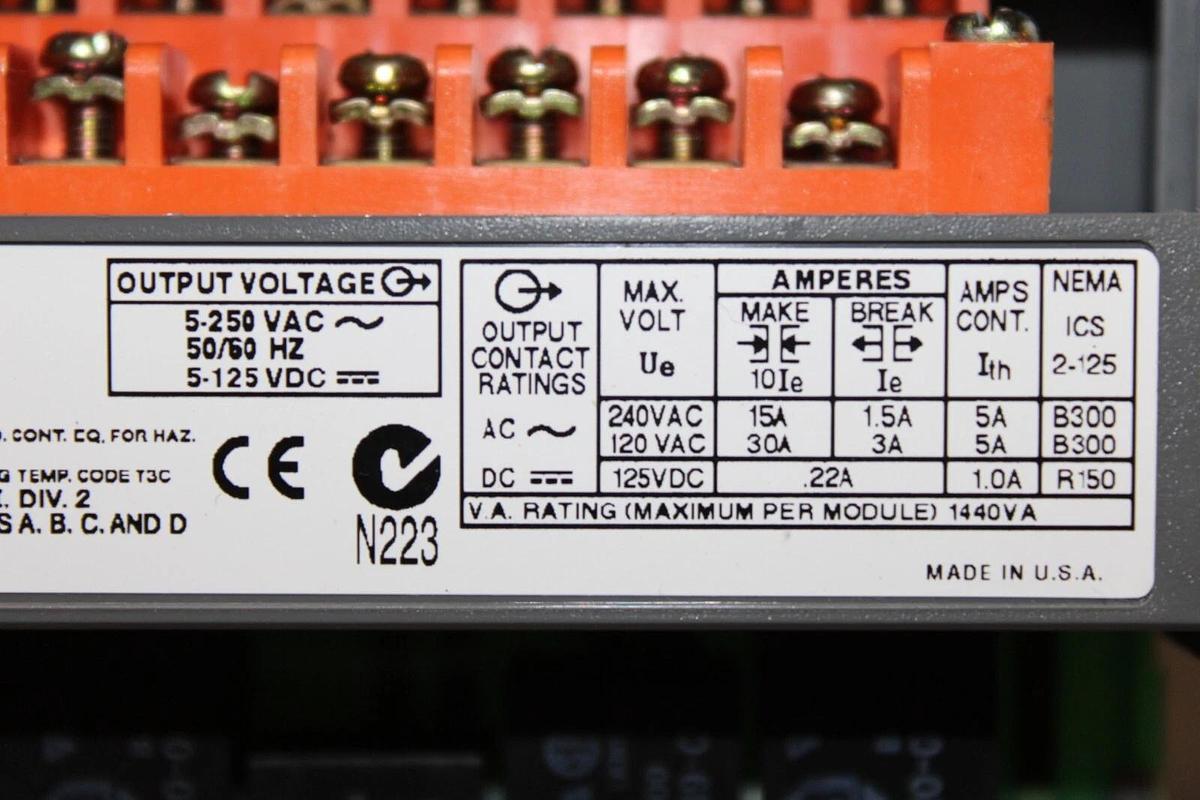 OUTPUT VOLTAGE
5-250 VAC
50/60 HZ
5-125 VDC
CONT. EQ. FOR HAZ.
TEMP. CODE T3C
DIV. 2
A. B. C. AND D
CE
N223
OUTPUT
CONTACT
RATINGS
MAX.
VOLT
Ue
AMPERES
MAKE
10Ie
BREAK
Ie
AMPS
CONT.
Ith
NEMA
ICS
2-125
AC
240VAC 15A 1.5A 5A B300
120 VAC 30A 3A 5A B300
DC 125VDC .22A 1.0A R150
V.A. RATING (MAXIMUM PER MODULE) 1440VA
MADE IN U.S.A.